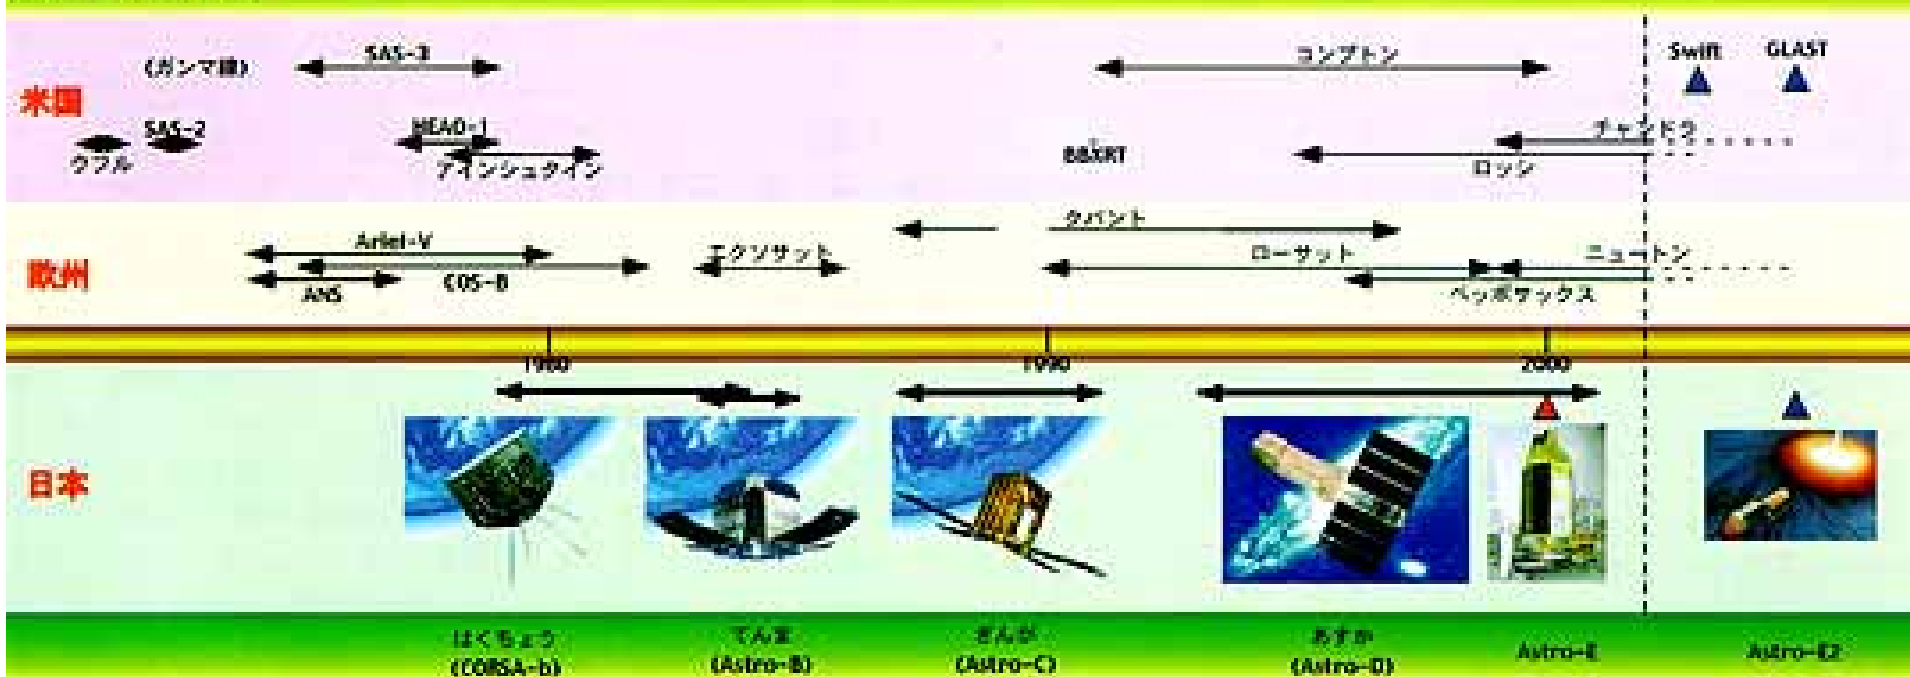 米国
(ガンマ線)
SAS-3
コンプトン
Swift
GLAST
SAS-2
ウフル
HEAO-1
アインシュタイン
BBXRT
チャンドラ
ロッシ
欧州
クバント
Ariel-V
エクソサット
ローサット
ニュートン
ANS
COS-B
ベッポサックス
1980
1990
2000
日本
はくちょう
(CORSA-b)
てんま
(Astro-B)
ぎんが
(Astro-C)
あすか
(Astro-D)
Astro-E
Astro-E2